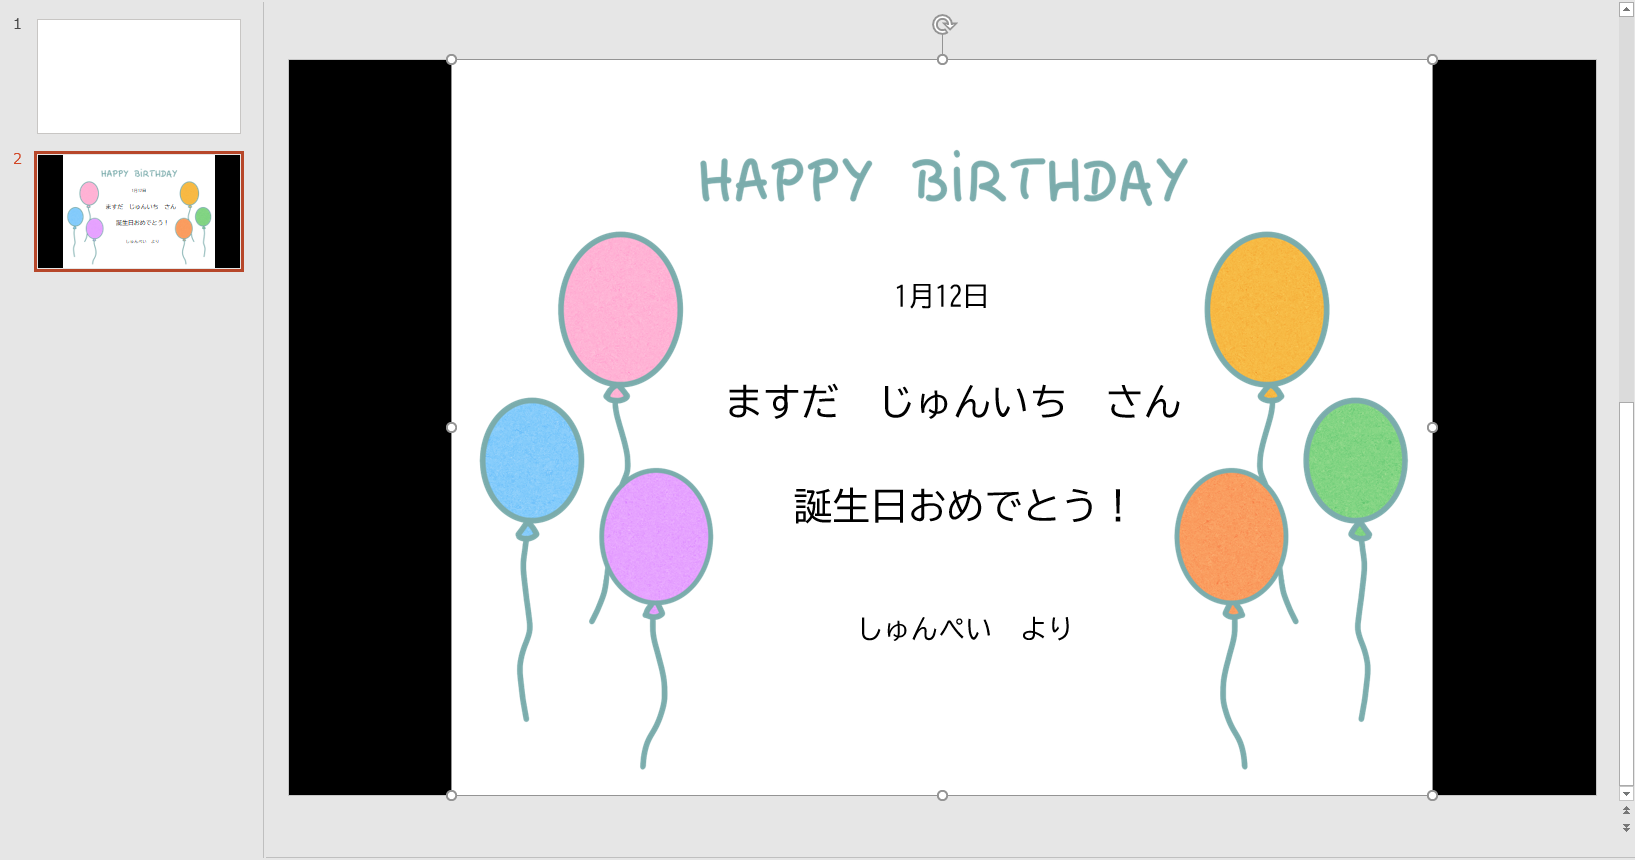 1
2
HAPPY BiRTHDAY
1月12日
ますだ　じゅんいち　さん
誕生日おめでとう！
しゅんぺい　より
HAPPY BiRTHDAY
1月12日
ますだ　じゅんいち　さん
誕生日おめでとう！
しゅんぺい　より